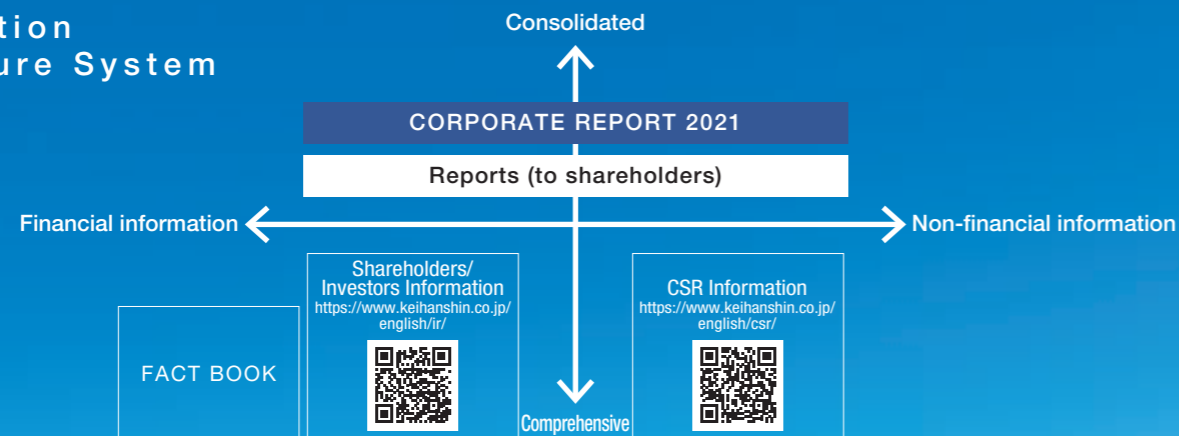 tion
ure System
Consolidated
CORPORATE REPORT 2021
Reports (to shareholders)
Financial information
Non-financial information
Shareholders/
Investors Information
https://www.keihanshin.co.jp/
english/ir/
CSR Information
https://www.keihanshin.co.jp/
english/csr/
FACT BOOK
Comprehensive